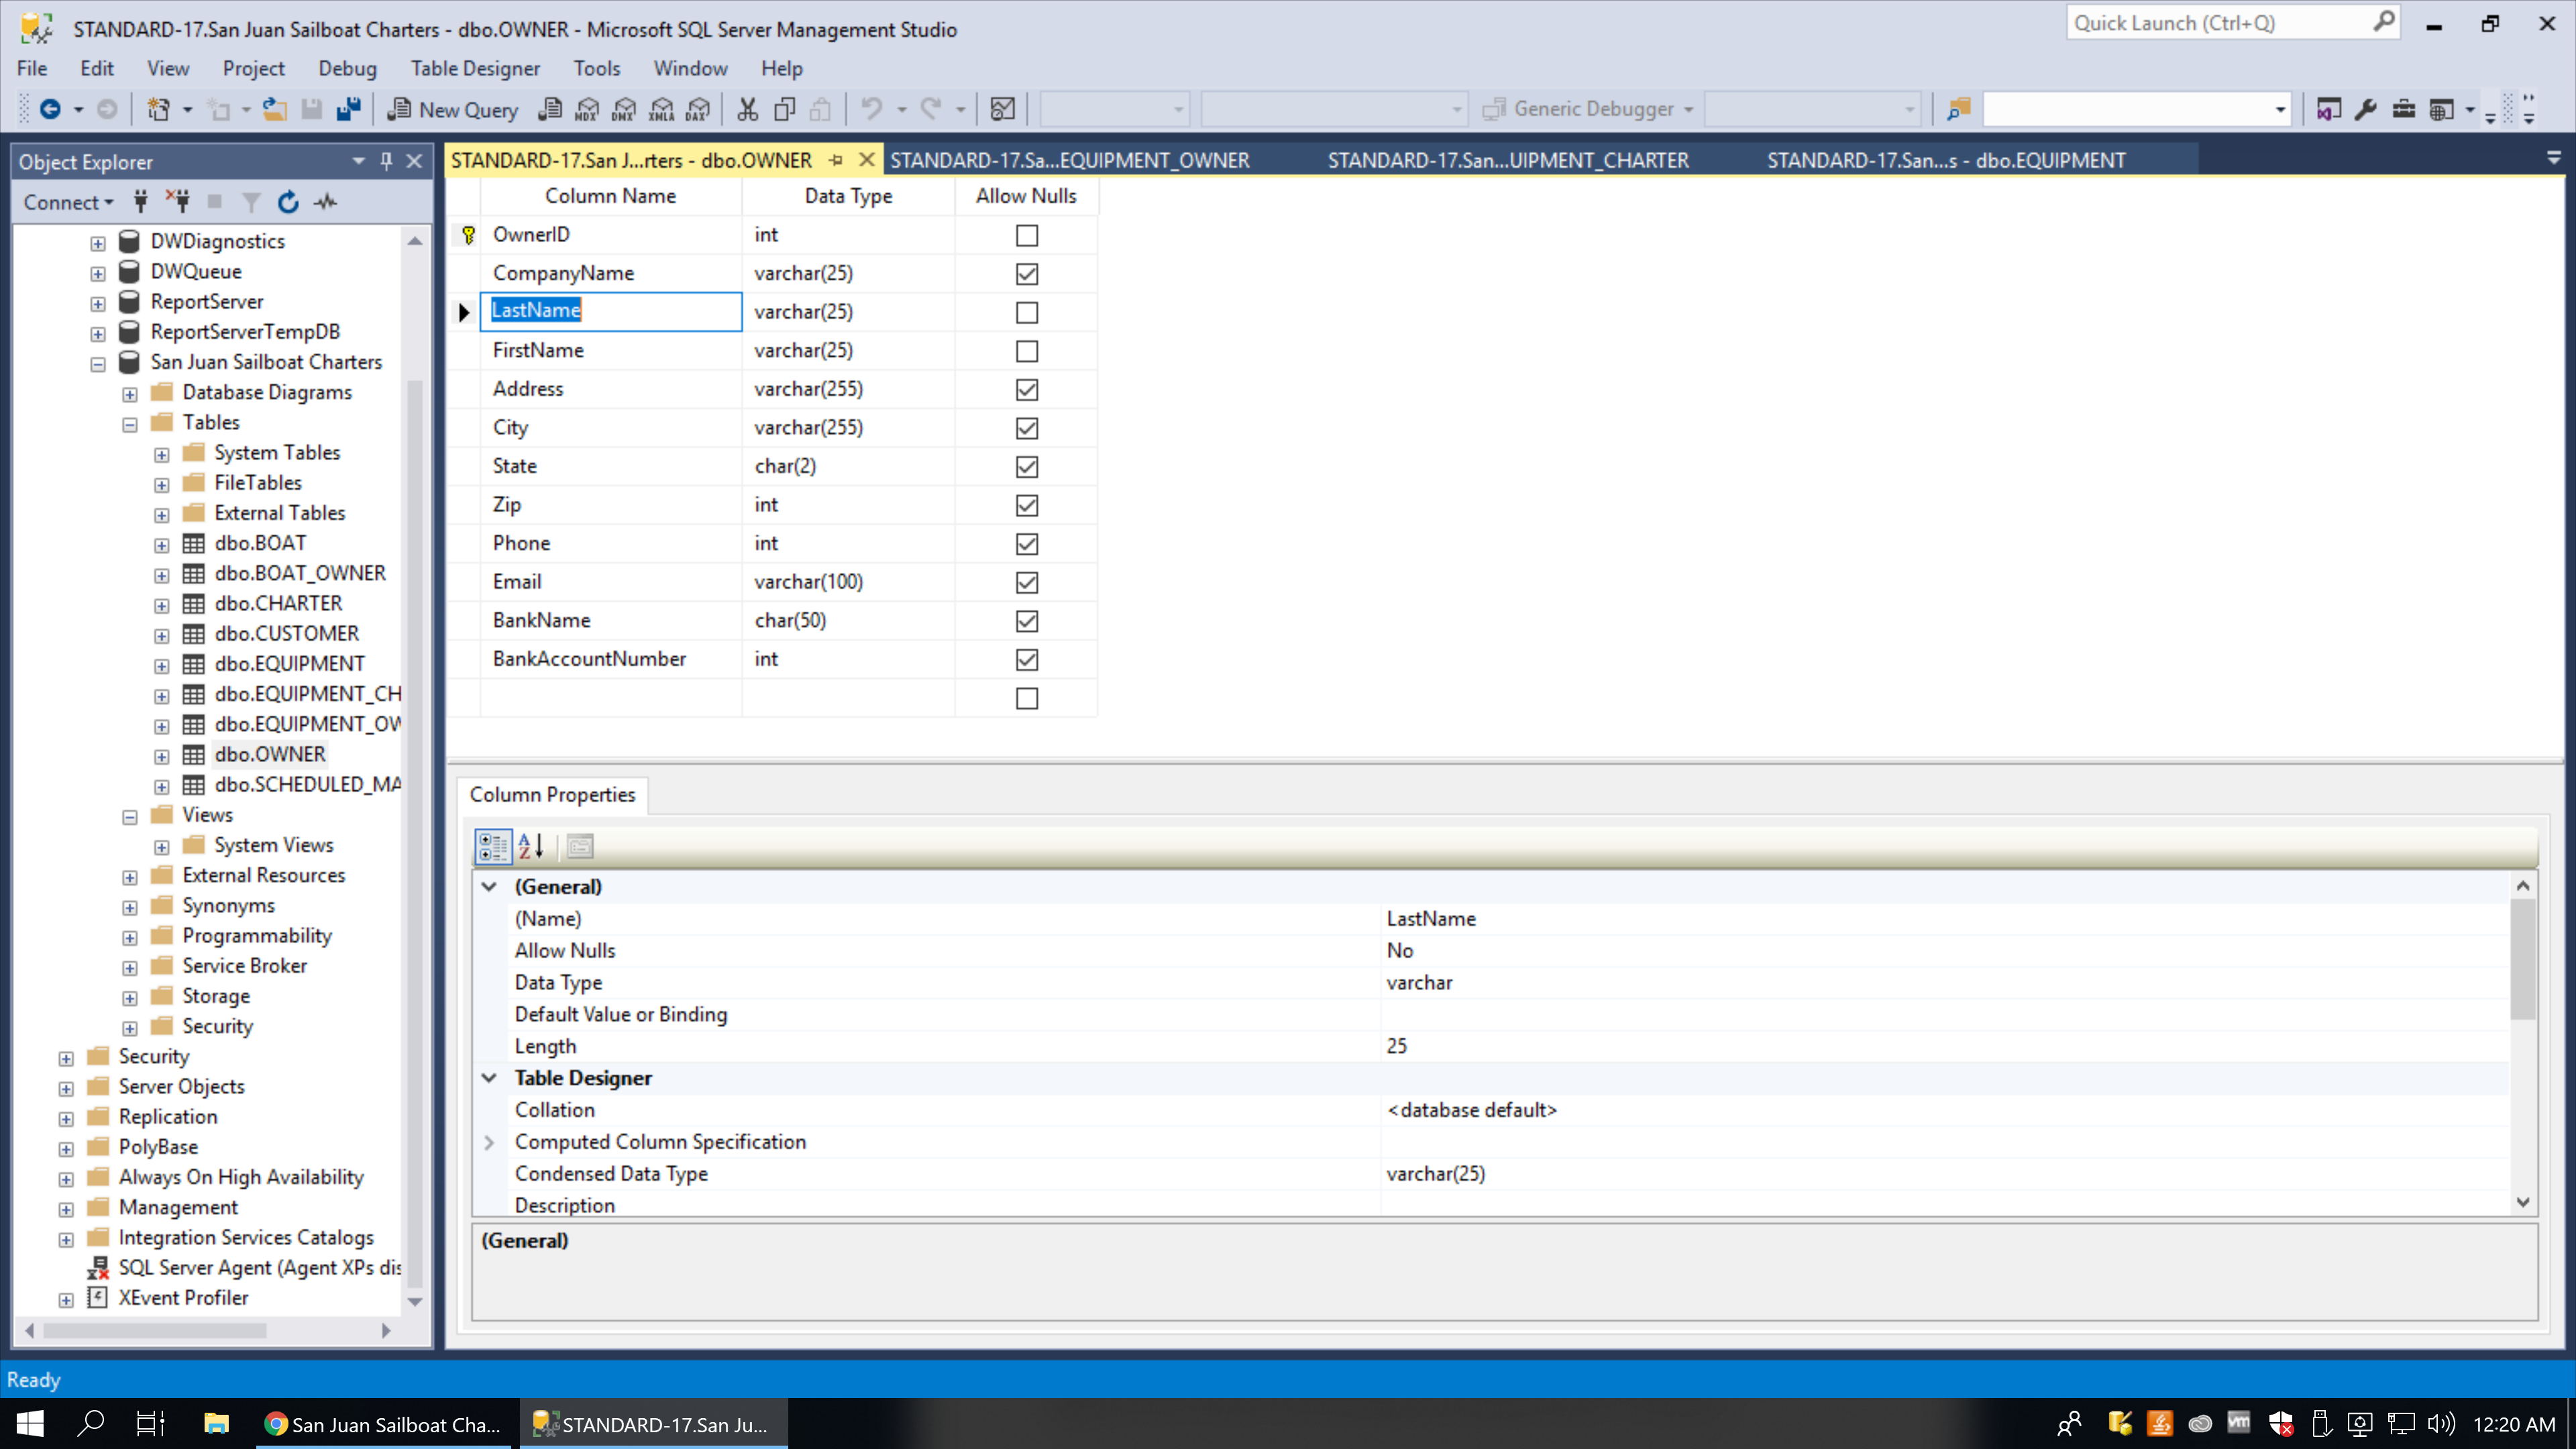 STANDARD-17.San Juan Sailboat Charters - dbo.OWNER - Microsoft SQL Server Management Studio
Quick Launch (Ctrl+Q)
File Edit View Project Debug Table Designer Tools Window Help
New Query MDX DMX XMLA DAX Generic Debugger
Object Explorer
STANDARD-17.San J...rters - dbo.OWNER STANDARD-17.Sa...EQUIPMENT_OWNER STANDARD-17.San...UIPMENT_CHARTER STANDARD-17.San...s - dbo.EQUIPMENT
Connect
DWDiagnostics
DWQueue
ReportServer
ReportServerTempDB
San Juan Sailboat Charters
Database Diagrams
Tables
System Tables
FileTables
External Tables
dbo.BOAT
dbo.BOAT_OWNER
dbo.CHARTER
dbo.CUSTOMER
dbo.EQUIPMENT
dbo.EQUIPMENT_CH
dbo.EQUIPMENT_OW
dbo.OWNER
dbo.SCHEDULED_MA
Views
System Views
External Resources
Synonyms
Programmability
Service Broker
Storage
Security
Security
Server Objects
Replication
PolyBase
Always On High Availability
Management
Integration Services Catalogs
SQL Server Agent (Agent XPs dis
XEvent Profiler
Column Name Data Type Allow Nulls
OwnerID int
CompanyName varchar(25)
LastName varchar(25)
FirstName varchar(25)
Address varchar(255)
City varchar(255)
State char(2)
Zip int
Phone int
Email varchar(100)
BankName char(50)
BankAccountNumber int
Column Properties
(General)
(Name) LastName
Allow Nulls No
Data Type varchar
Default Value or Binding
Length 25
Table Designer
Collation <database default>
Computed Column Specification
Condensed Data Type varchar(25)
Description
(General)
Ready
San Juan Sailboat Cha... STANDARD-17.San Ju... vm 12:20 AM